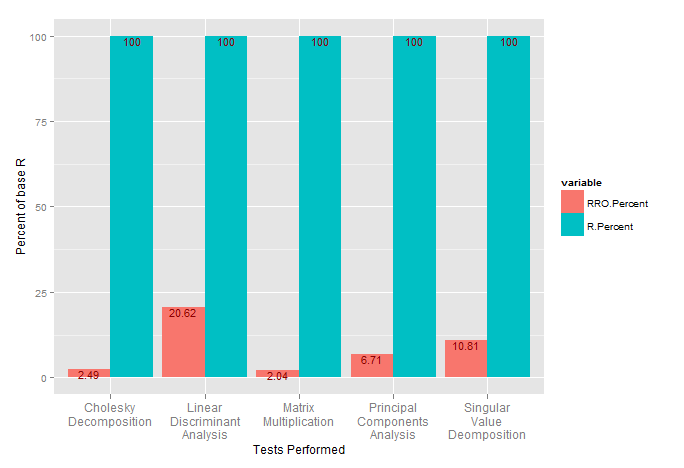 100
75
50
25
0
Percent of base R
100
100
100
100
100
2.49
20.62
2.04
6.71
10.81
Cholesky
Decomposition
Linear
Discriminant
Analysis
Matrix
Multiplication
Principal
Components
Analysis
Singular
Value
Deomposition
Tests Performed
variable
RRO.Percent
R.Percent